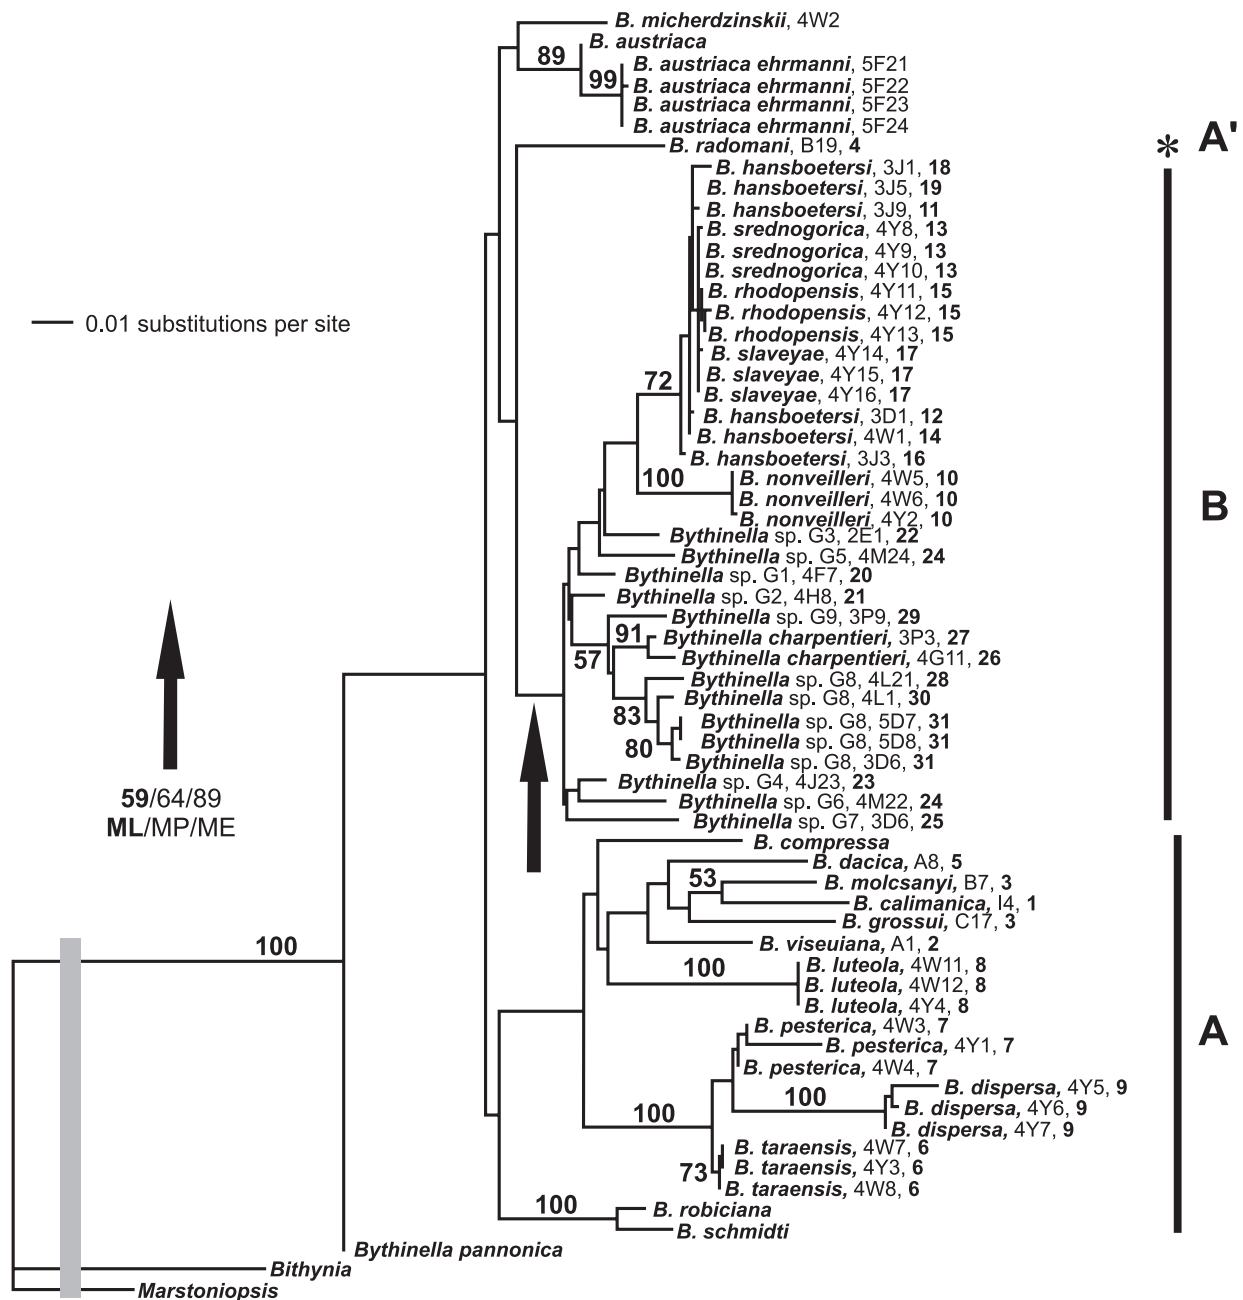 B. micherdzinskii, 4W2
B. austriaca
89
B. austriaca ehrmanni, 5F21
99
B. austriaca ehrmanni, 5F22
B. austriaca ehrmanni, 5F23
B. austriaca ehrmanni, 5F24
B. radomani, B19, 4
* A'
B. hansboetersi, 3J1, 18
B. hansboetersi, 3J5, 19
B. hansboetersi, 3J9, 11
B. srednogorica, 4Y8, 13
B. srednogorica, 4Y9, 13
B. srednogorica, 4Y10, 13
B. rhodopensis, 4Y11, 15
B. rhodopensis, 4Y12, 15
0.01 substitutions per site
B. rhodopensis, 4Y13, 15
B. slaveyae, 4Y14, 17
72
B. slaveyae, 4Y15, 17
B. slaveyae, 4Y16, 17
B. hansboetersi, 3D1, 12
B. hansboetersi, 4W1, 14
B. hansboetersi, 3J3, 16
100
B. nonveilleri, 4W5, 10
B. nonveilleri, 4W6, 10
B
B. nonveilleri, 4Y2, 10
Bythinella sp. G3, 2E1, 22
Bythinella sp. G5, 4M24, 24
Bythinella sp. G1, 4F7, 20
Bythinella sp. G2, 4H8, 21
Bythinella sp. G9, 3P9, 29
91
Bythinella charpentieri, 3P3, 27
57
Bythinella charpentieri, 4G11, 26
Bythinella sp. G8, 4L21, 28
Bythinella sp. G8, 4L1, 30
83
Bythinella sp. G8, 5D7, 31
Bythinella sp. G8, 5D8, 31
80
Bythinella sp. G8, 3D6, 31
Bythinella sp. G4, 4J23, 23
59/64/89
Bythinella sp. G6, 4M22, 24
ML/MP/ME
Bythinella sp. G7, 3D6, 25
B. compressa
B. dacica, A8, 5
53
B. molcsanyi, B7, 3
B. calimanica, I4, 1
B. grossui, C17, 3
B. viseuiana, A1, 2
100
B. luteola, 4W11, 8
100
B. luteola, 4W12, 8
B. luteola, 4Y4, 8
B. pesterica, 4W3, 7
A
B. pesterica, 4Y1, 7
B. pesterica, 4W4, 7
B. dispersa, 4Y5, 9
100
B. dispersa, 4Y6, 9
100
B. dispersa, 4Y7, 9
B. taraensis, 4W7, 6
73
B. taraensis, 4Y3, 6
B. taraensis, 4W8, 6
100
B. robiciana
B. schmidti
Bythinella pannonica
Bithynia
Marstoniopsis